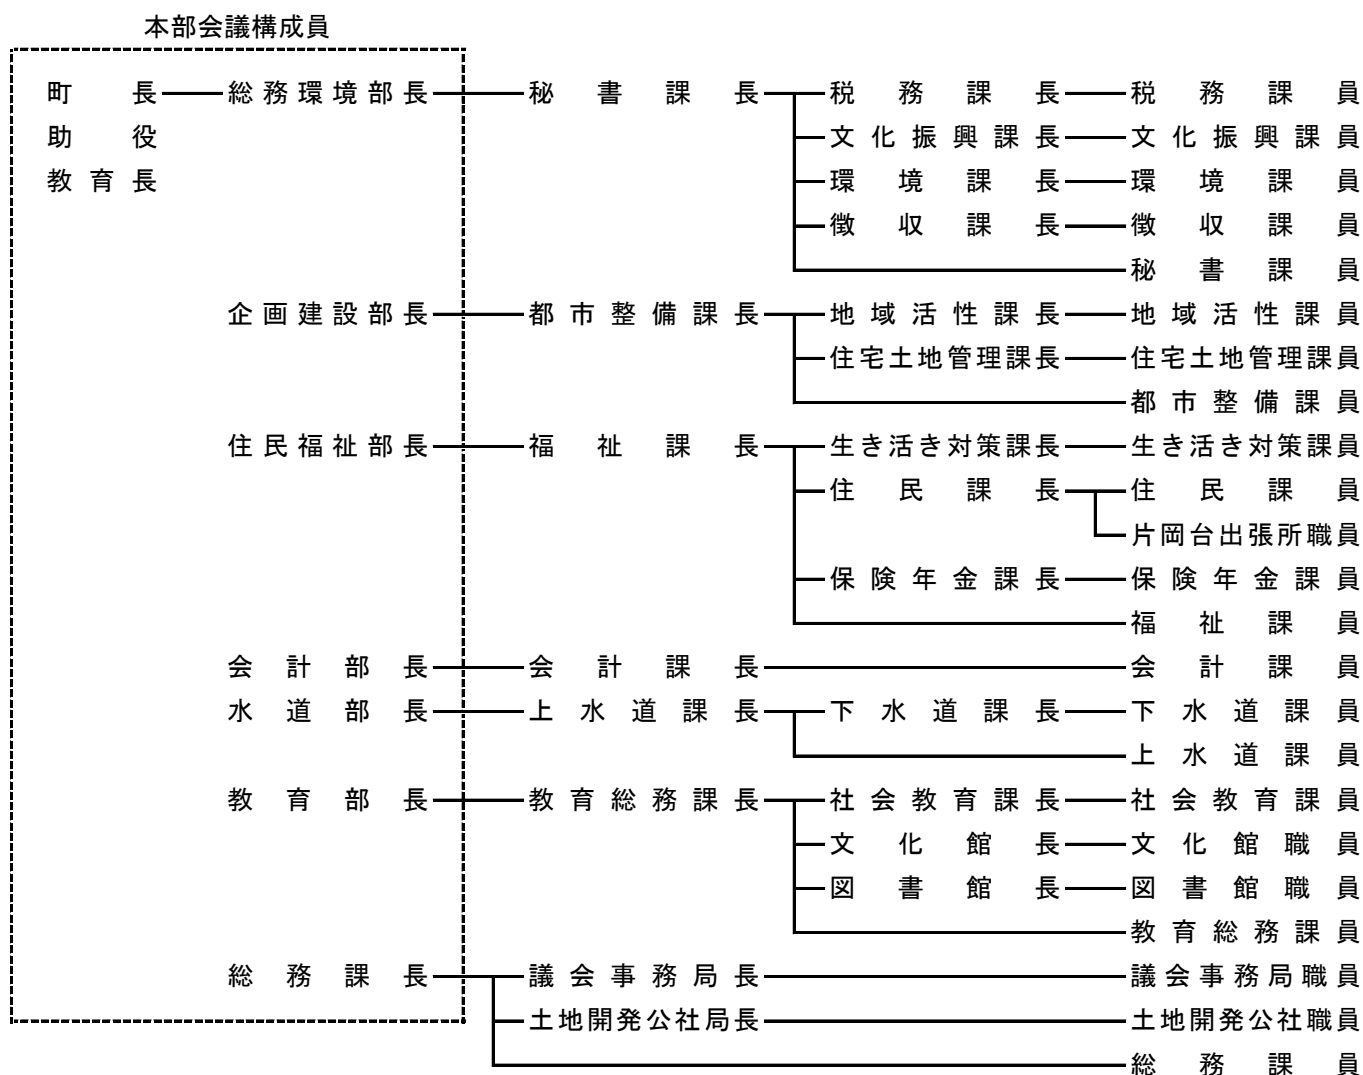 本部会議構成員
町長 総務環境部長 秘書課長 税務課長 税務課員
助役 文化振興課長 文化振興課員
教育長 環境課長 環境課員
徴収課長 徴収課員
秘書課員
企画建設部長 都市整備課長 地域活性課長 地域活性課員
住宅土地管理課長 住宅土地管理課員
都市整備課員
住民福祉部長 福祉課長 生き活き対策課長 生き活き対策課員
住民課長 住民課員
片岡台出張所職員
保険年金課長 保険年金課員
福祉課員
会計部長 会計課長 会計課員
水道部長 上水道課長 下水道課長 下水道課員
上水道課員
教育部長 教育総務課長 社会教育課長 社会教育課員
文化館長 文化館職員
図書館長 図書館職員
教育総務課員
総務課長 議会事務局長 議会事務局職員
土地開発公社局長 土地開発公社職員
総務課員